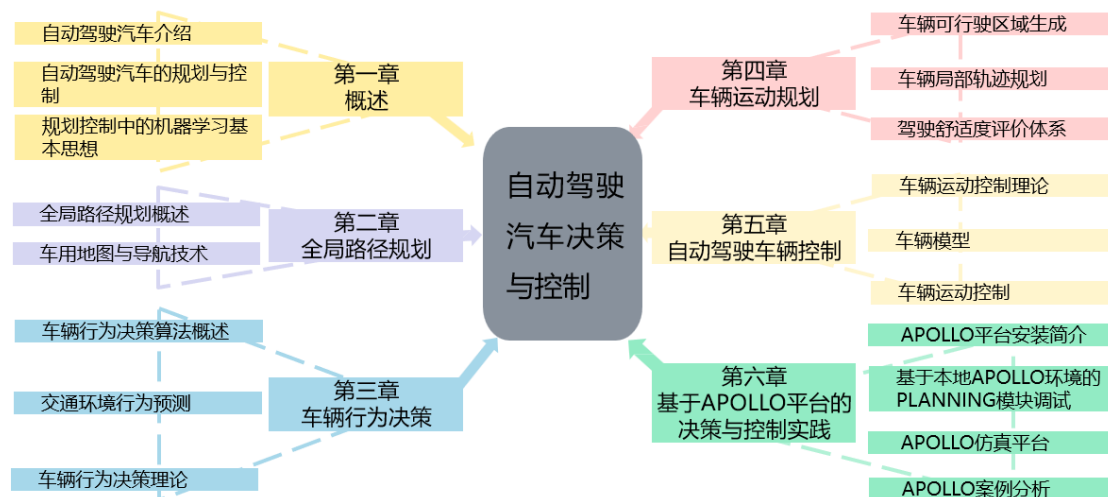 自动驾驶汽车介绍
自动驾驶汽车的规划与控
制
规划控制中的机器学习基
本思想
第一章
概述
全局路径规划概述
车用地图与导航技术
第二章
全局路径规划
车辆行为决策算法概述
交通环境行为预测
车辆行为决策理论
第三章
车辆行为决策
自动驾驶
汽车决策
与控制
第四章
车辆运动规划
车辆可行驶区域生成
车辆局部轨迹规划
驾驶舒适度评价体系
第五章
自动驾驶车辆控制
车辆运动控制理论
车辆模型
车辆运动控制
第六章
基于APOLLO平台的
决策与控制实践
APOLLO平台安装简介
基于本地APOLLO环境的
PLANNING模块调试
APOLLO仿真平台
APOLLO案例分析